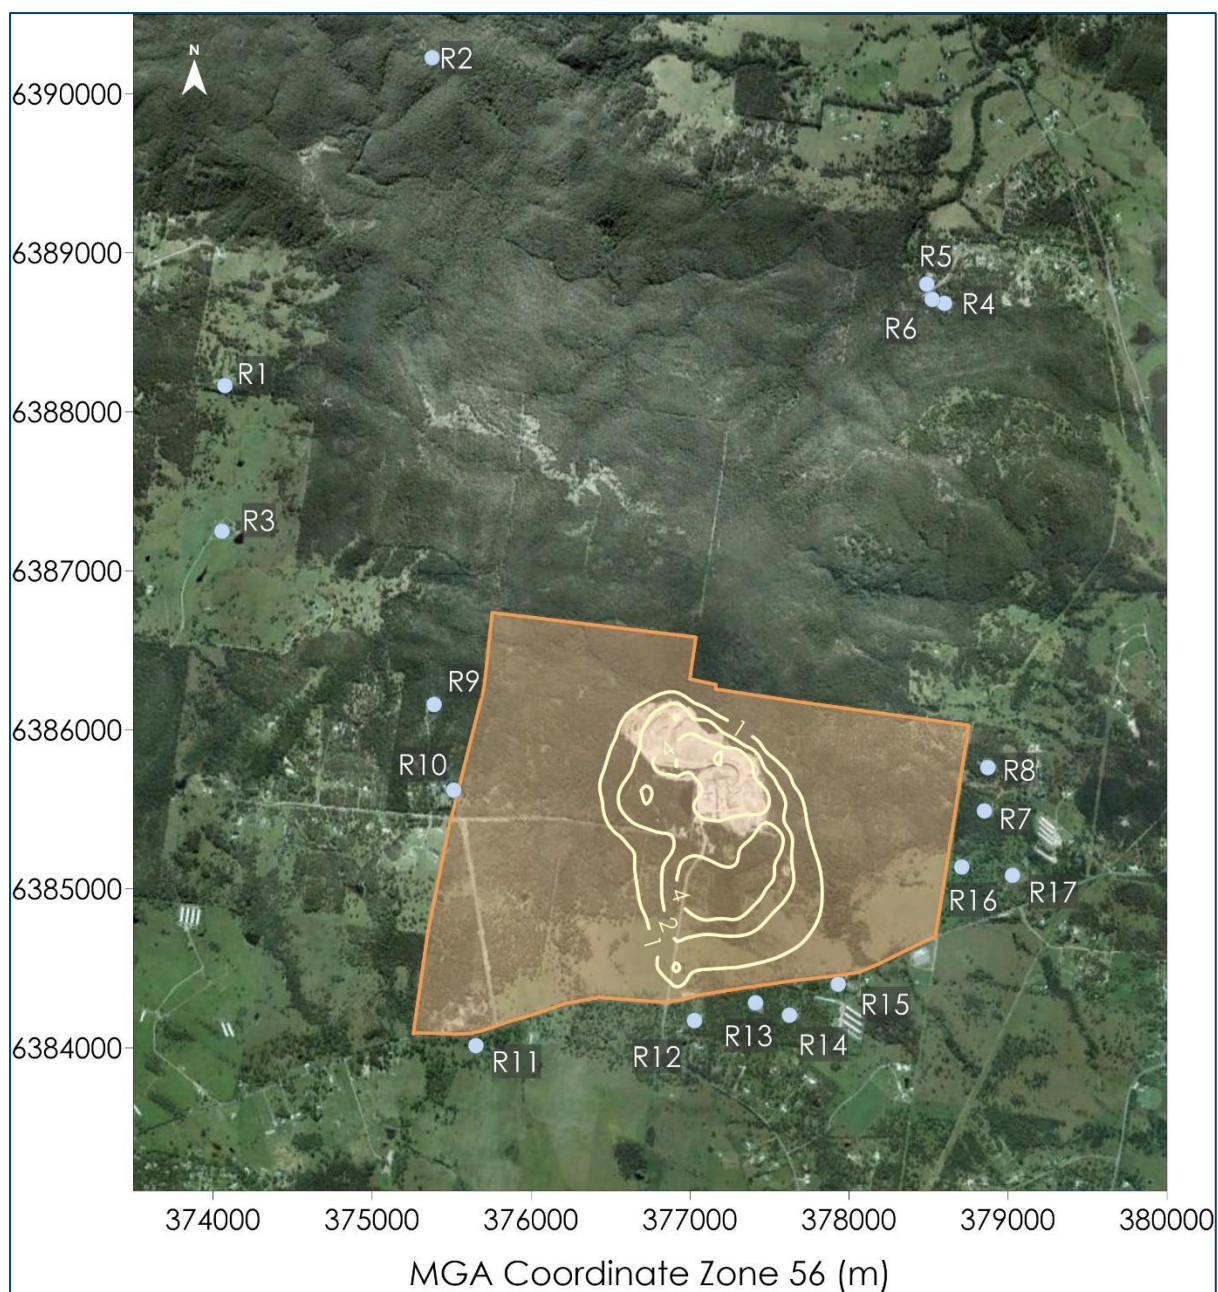 N
R2
6390000
6389000
R5
R4
R6
R1
6388000
R3
6387000
R9
6386000
1
4
R10
R8
R7
6385000
R16
R17
4
2
1
R15
R13
R14
R12
R11
6384000
374000 375000 376000 377000 378000 379000 380000
MGA Coordinate Zone 56 (m)